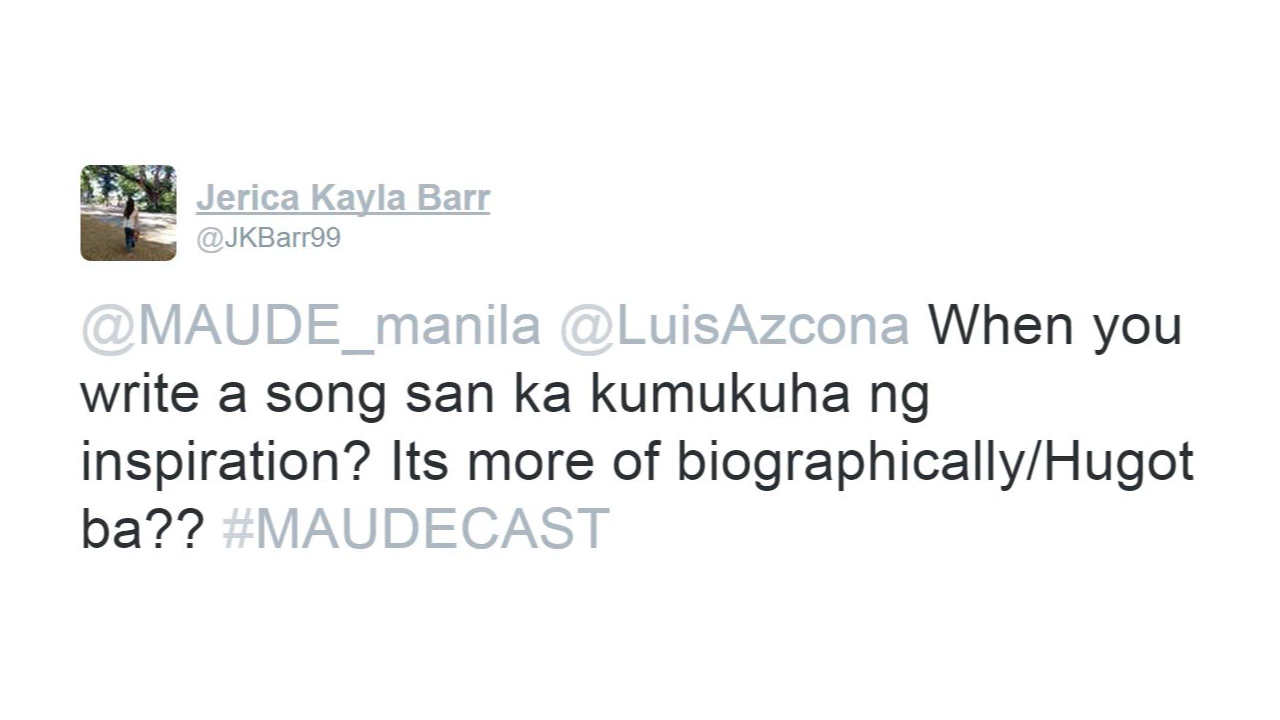 Jerica Kayla Barr
@JKBarr99
@MAUDE_manila @LuisAzcona When you
write a song san ka kumukuha ng
inspiration? Its more of biographically/Hugot
ba?? #MAUDECAST